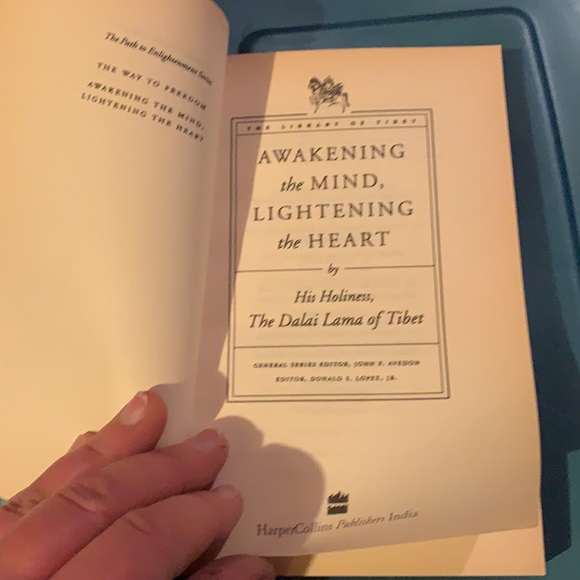 The Path to Enlightenment Series
THE WAY TO FREEDOM
AWAKENING THE MIND,
LIGHTENING THE HEART
THE LIBRARY OF TIBET
AWAKENING
the MIND,
LIGHTENING
the HEART
by
His Holiness,
The Dalai Lama of Tibet
GENERAL SERIES EDITOR, JOHN F. AVEDON
EDITOR, DONALD S. LOPEZ, JR.
HarperCollins Publishers India